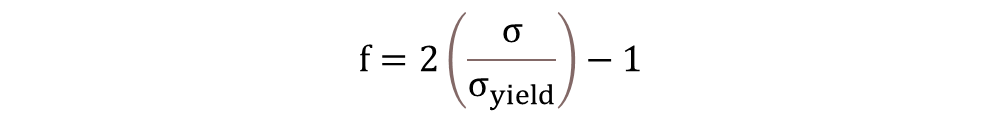 f = 2 (σ / σ_yield) − 1